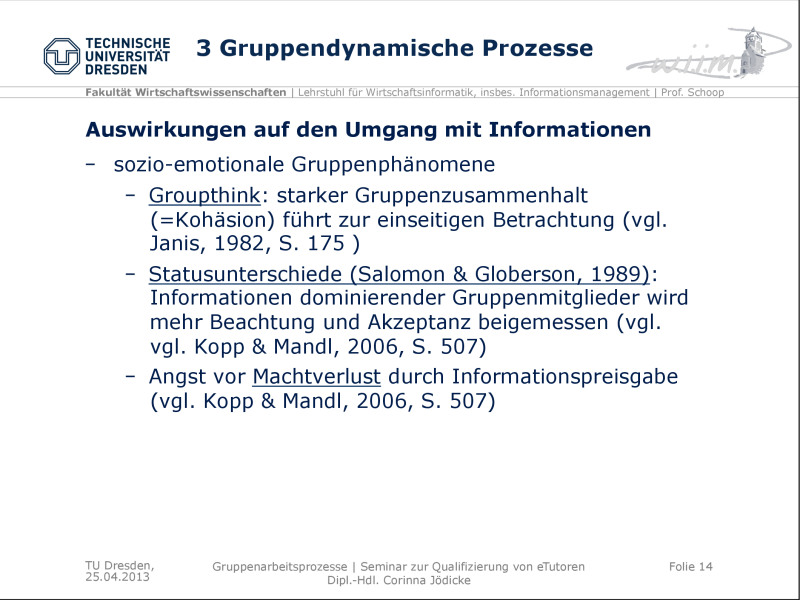 TECHNISCHE
UNIVERSITÄT
DRESDEN
3 Gruppendynamische Prozesse
wiim
Fakultät Wirtschaftswissenschaften | Lehrstuhl für Wirtschaftsinformatik, insbes. Informationsmanagement | Prof. Schoop
Auswirkungen auf den Umgang mit Informationen
– sozio-emotionale Gruppenphänomene
– Groupthink: starker Gruppenzusammenhalt
(=Kohäsion) führt zur einseitigen Betrachtung (vgl.
Janis, 1982, S. 175 )
– Statusunterschiede (Salomon & Globerson, 1989):
Informationen dominierender Gruppenmitglieder wird
mehr Beachtung und Akzeptanz beigemessen (vgl.
vgl. Kopp & Mandl, 2006, S. 507)
– Angst vor Machtverlust durch Informationspreisgabe
(vgl. Kopp & Mandl, 2006, S. 507)
TU Dresden,
25.04.2013
Gruppenarbeitsprozesse | Seminar zur Qualifizierung von eTutoren
Dipl.-Hdl. Corinna Jödicke
Folie 14